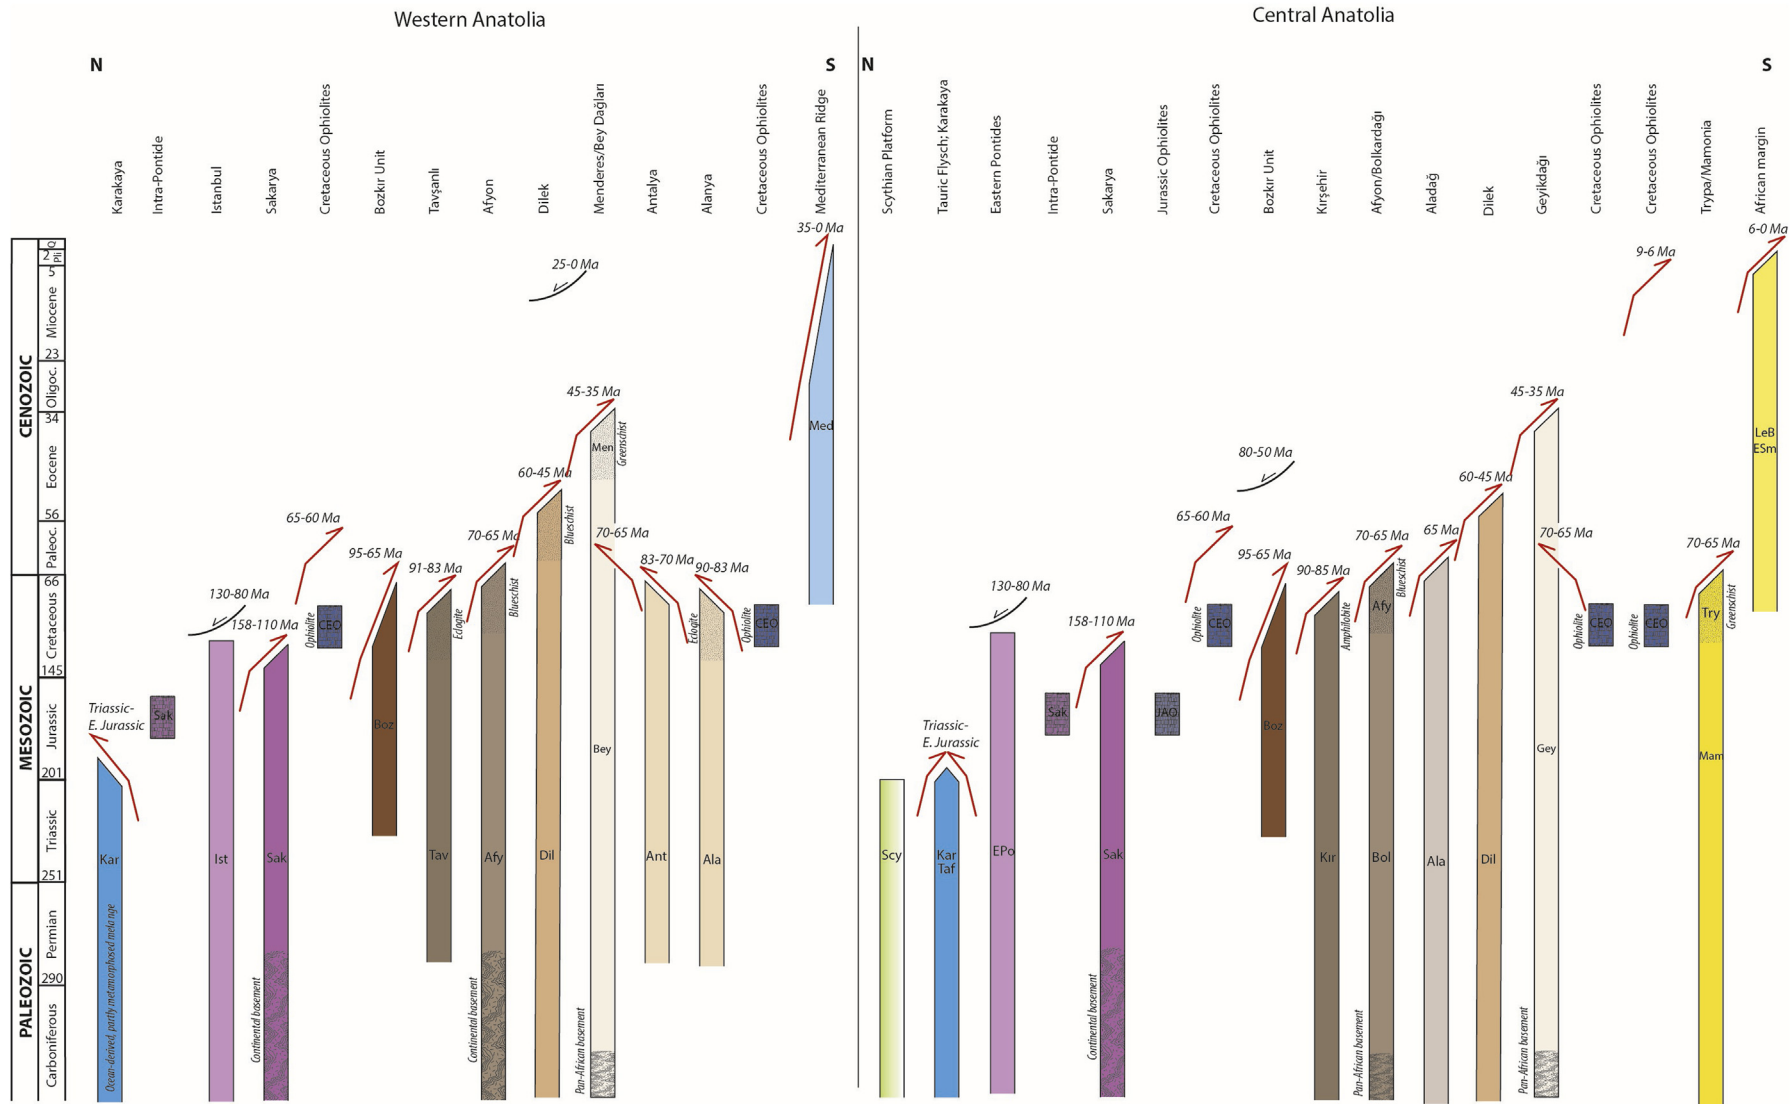 Western Anatolia
Central Anatolia
N
S
N
S
Karakaya
Intra-Pontide
Istanbul
Sakarya
Cretaceous Ophiolites
Bozkır Unit
Tavşanlı
Afyon
Dilek
Menderes/Bey Dağları
Antalya
Alanya
Cretaceous Ophiolites
Mediterranean Ridge
Scythian Platform
Tauric Flysch; Karakaya
Eastern Pontides
Intra-Pontide
Sakarya
Jurassic Ophiolites
Cretaceous Ophiolites
Bozkır Unit
Kırşehir
Afyon/Bolkardağı
Aladağ
Dilek
Geyikdağı
Cretaceous Ophiolites
Cretaceous Ophiolites
Trypa/Mamonia
African margin
CENOZOIC
MESOZOIC
PALEOZOIC
Q
2
Pli
5
Miocene
23
Oligoc.
34
Eocene
56
Paleoc.
66
Cretaceous
145
Jurassic
201
Triassic
251
Permian
290
Carboniferous
Triassic-
E. Jurassic
Kar
Ocean-derived, partly metamorphosed melange
Sak
130-80 Ma
Ist
158-110 Ma
Sak
Continental basement
65-60 Ma
Ophiolite
CEO
95-65 Ma
Boz
91-83 Ma
Eclogite
Tav
70-65 Ma
Blueschist
Afy
Continental basement
60-45 Ma
Blueschist
Dil
25-0 Ma
45-35 Ma
Men
Greenschist
70-65 Ma
Bey
Pan-African basement
83-70 Ma
Ant
90-83 Ma
Eclogite
Ala
Ophiolite
CEO
35-0 Ma
Med
Scy
Triassic-
E. Jurassic
Kar
Taf
130-80 Ma
EPo
Sak
158-110 Ma
Sak
Continental basement
JAO
65-60 Ma
Ophiolite
CEO
80-50 Ma
95-65 Ma
Boz
90-85 Ma
Amphibolite
Kır
70-65 Ma
Blueschist
Afy
Bol
Pan-African basement
65 Ma
Ala
60-45 Ma
Dil
45-35 Ma
70-65 Ma
Gey
Pan-African basement
Ophiolite
CEO
9-6 Ma
Ophiolite
CEO
70-65 Ma
Try
Greenschist
Mam
6-0 Ma
LeB
ESm